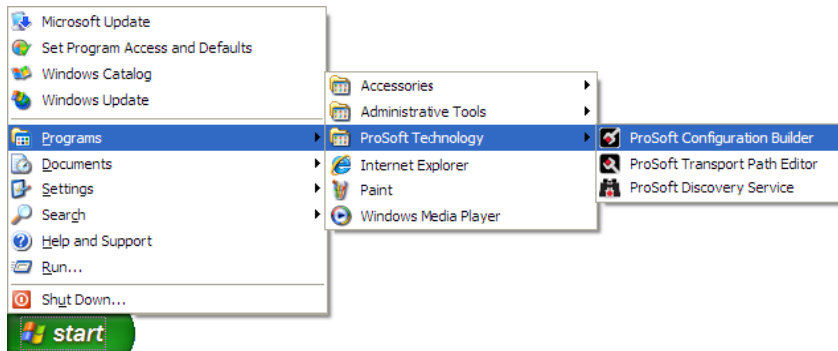 Microsoft Update
Set Program Access and Defaults
Windows Catalog
Windows Update
Programs
Documents
Settings
Search
Help and Support
Run...
Shut Down...
start
Accessories
Administrative Tools
ProSoft Technology
Internet Explorer
Paint
Windows Media Player
ProSoft Configuration Builder
ProSoft Transport Path Editor
ProSoft Discovery Service